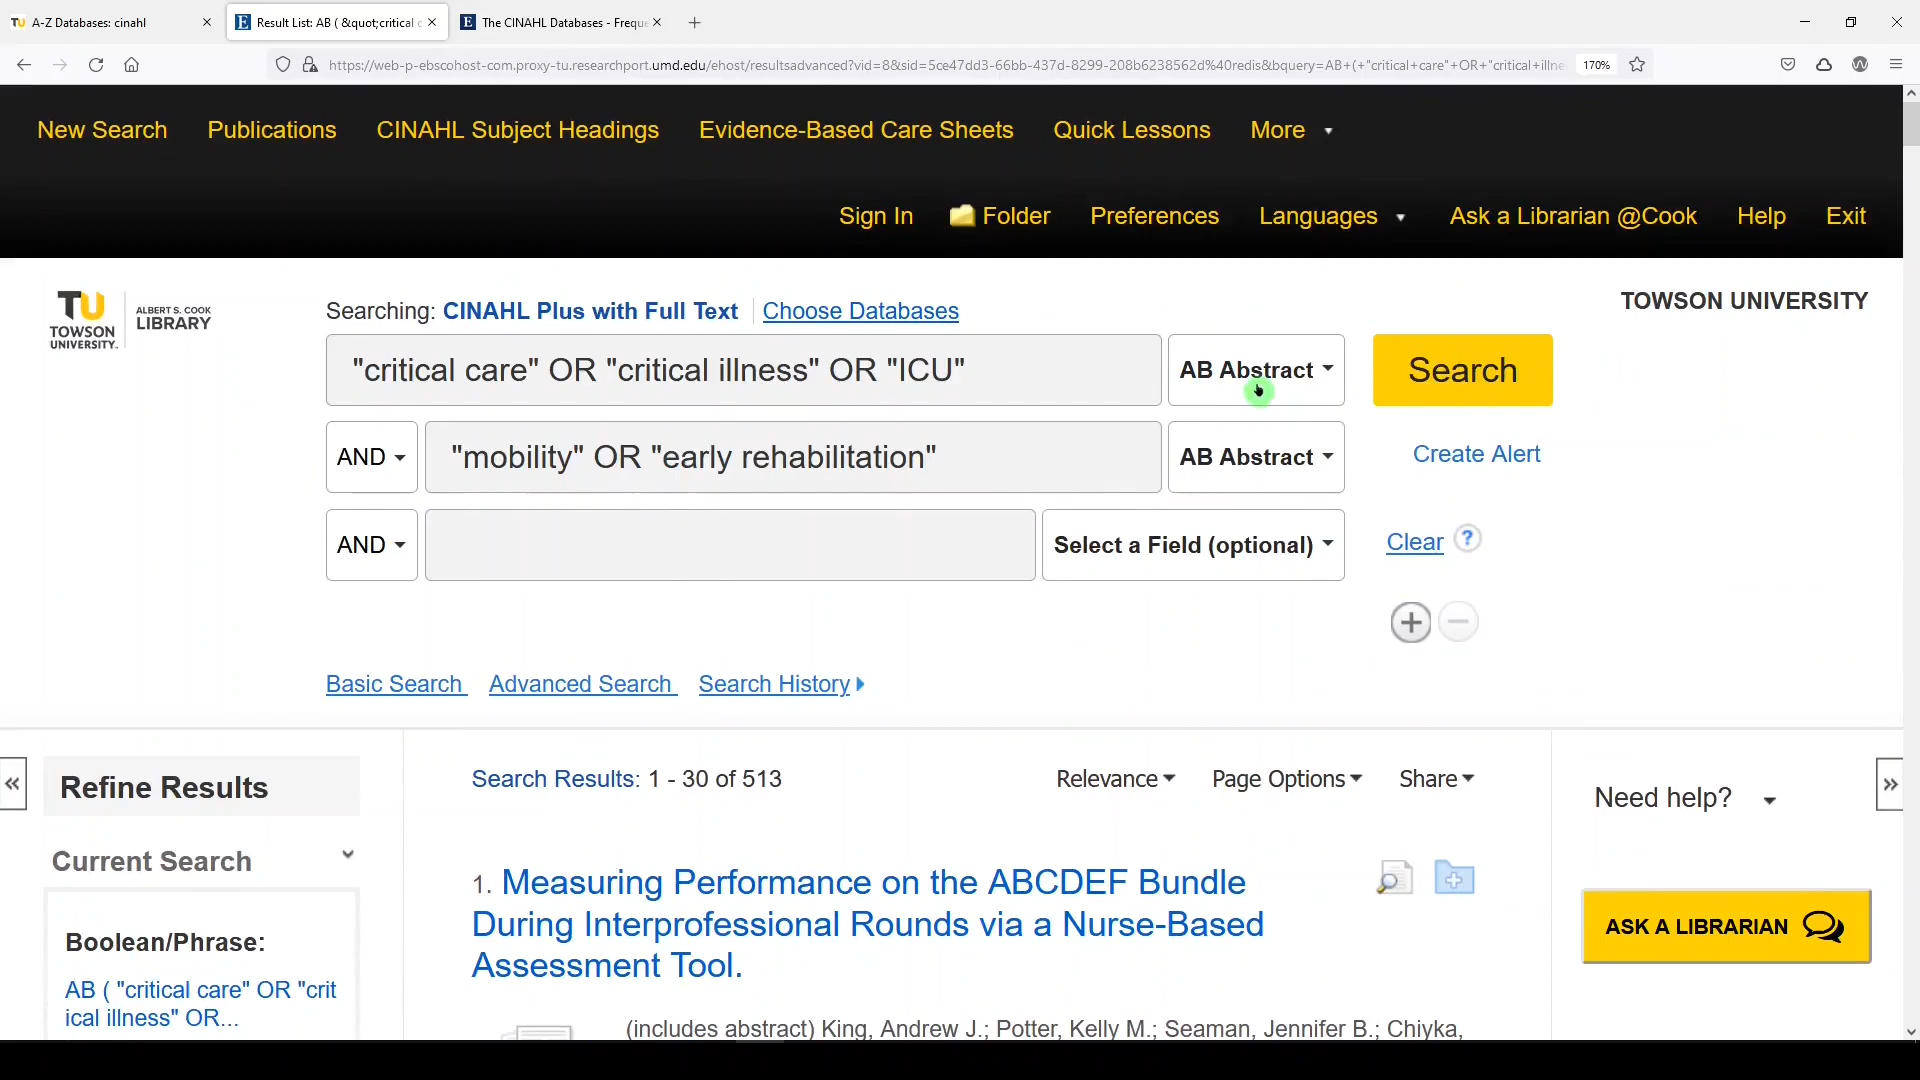 A-Z Databases: cinahl
Result List: AB ( &quot;critical c
The CINAHL Databases - Freque
https://web-p-ebscohost-com.proxy-tu.researchport.umd.edu/ehost/resultsadvanced?vid=8&sid=5ce47dd3-66bb-437d-8299-208b6238562d%40redis&bquery=AB+(+"critical+care"+OR+"critical+illne
170%
New Search Publications CINAHL Subject Headings Evidence-Based Care Sheets Quick Lessons More
Sign In Folder Preferences Languages Ask a Librarian @Cook Help Exit
TU
TOWSON
UNIVERSITY.
ALBERT S. COOK
LIBRARY
Searching: CINAHL Plus with Full Text Choose Databases
TOWSON UNIVERSITY
"critical care" OR "critical illness" OR "ICU" AB Abstract Search
AND "mobility" OR "early rehabilitation" AB Abstract Create Alert
AND Select a Field (optional) Clear ?
Basic Search Advanced Search Search History
Refine Results
Current Search
Boolean/Phrase:
AB ( "critical care" OR "crit
ical illness" OR...
Search Results: 1 - 30 of 513 Relevance Page Options Share
1. Measuring Performance on the ABCDEF Bundle
During Interprofessional Rounds via a Nurse-Based
Assessment Tool.
(includes abstract) King, Andrew J.; Potter, Kelly M.; Seaman, Jennifer B.; Chiyka,
Need help?
ASK A LIBRARIAN